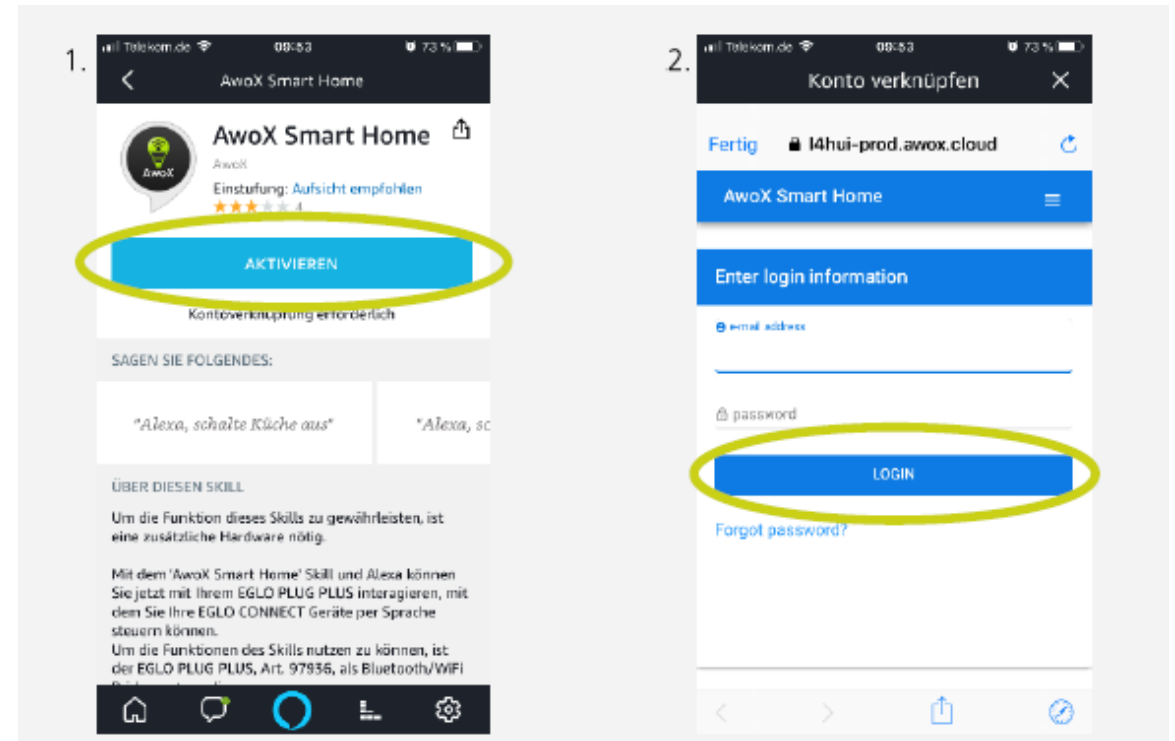 1.
Telekom.de 09:53 73 %
AwoX Smart Home
AwoX
AwoX Smart Home
AwoX
Einstufung: Aufsicht empfohlen
4
AKTIVIEREN
Kontoverknüpfung erforderlich
SAGEN SIE FOLGENDES:
"Alexa, schalte Küche aus"
"Alexa, sc
ÜBER DIESEN SKILL
Um die Funktion dieses Skills zu gewährleisten, ist
eine zusätzliche Hardware nötig.
Mit dem 'AwoX Smart Home' Skill und Alexa können
Sie jetzt mit Ihrem EGLO PLUG PLUS interagieren, mit
dem Sie Ihre EGLO CONNECT Geräte per Sprache
steuern können.
Um die Funktionen des Skills nutzen zu können, ist
der EGLO PLUG PLUS, Art. 97936, als Bluetooth/WiFi
2.
Telekom.de 09:53 73 %
Konto verknüpfen
Fertig l4hui-prod.awox.cloud
AwoX Smart Home
Enter login information
e-mail address
password
LOGIN
Forgot password?